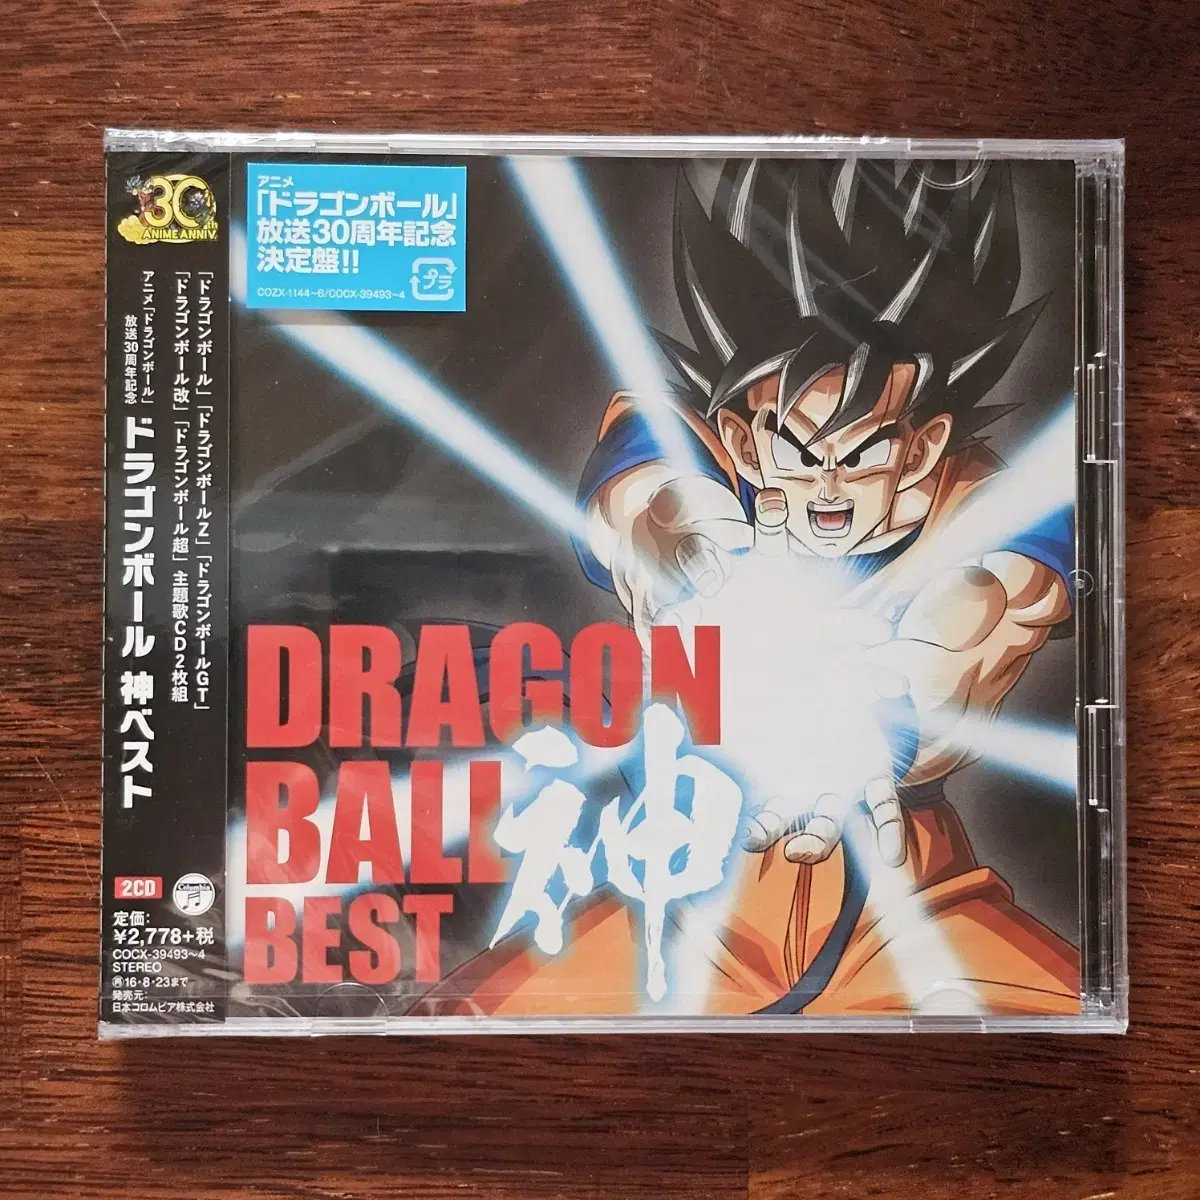 30th
ANIME ANNIV.
「ドラゴンボール」「ドラゴンボールZ」「ドラゴンボールGT」
「ドラゴンボール改」「ドラゴンボール超」主題歌CD2枚組
アニメ「ドラゴンボール」
放送30周年記念
ドラゴンボール 神ベスト
2CD
Columbia
定価:
¥2,778+税
COCX-39493~4
STEREO
再16・8・23まで
発売元:
日本コロムビア株式会社
アニメ
「ドラゴンボール」
放送30周年記念
決定盤!!
プラ
COZX-1144~6/COCX-39493~4
DRAGON
BALL
神
BEST